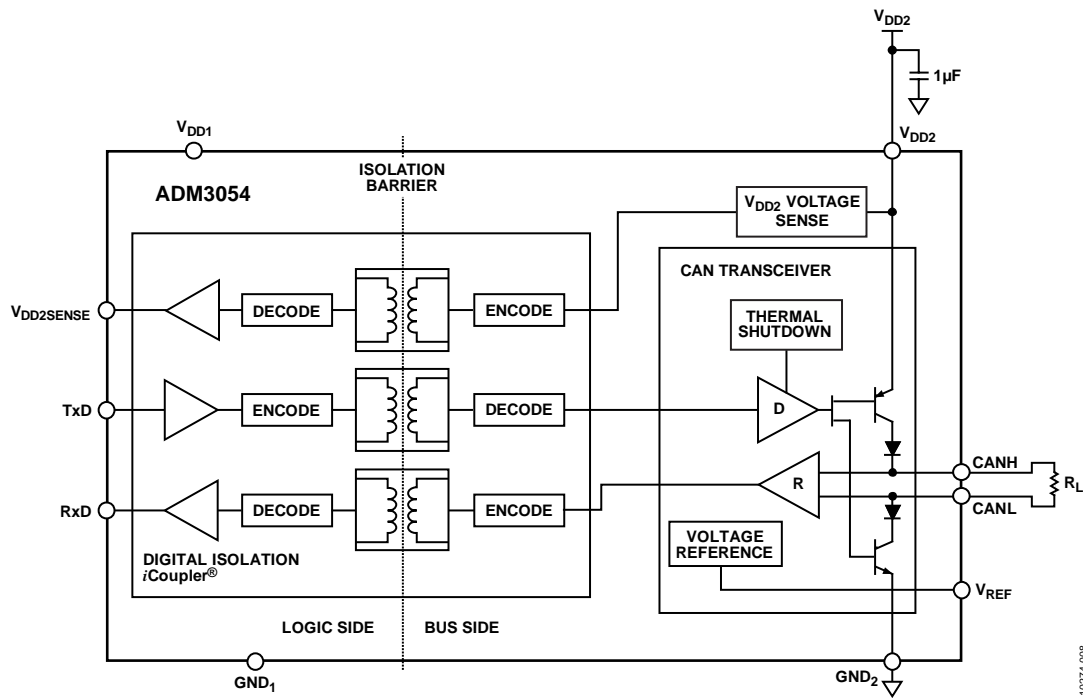 VDD2
1µF
VDD1
VDD2
ADM3054
ISOLATION
BARRIER
VDD2 VOLTAGE
SENSE
CAN TRANSCEIVER
VDD2SENSE
DECODE
ENCODE
THERMAL
SHUTDOWN
TxD
ENCODE
DECODE
D
RxD
DECODE
ENCODE
R
CANH
CANL
RL
DIGITAL ISOLATION
iCoupler®
VOLTAGE
REFERENCE
VREF
LOGIC SIDE
BUS SIDE
GND1
GND2
10274-008